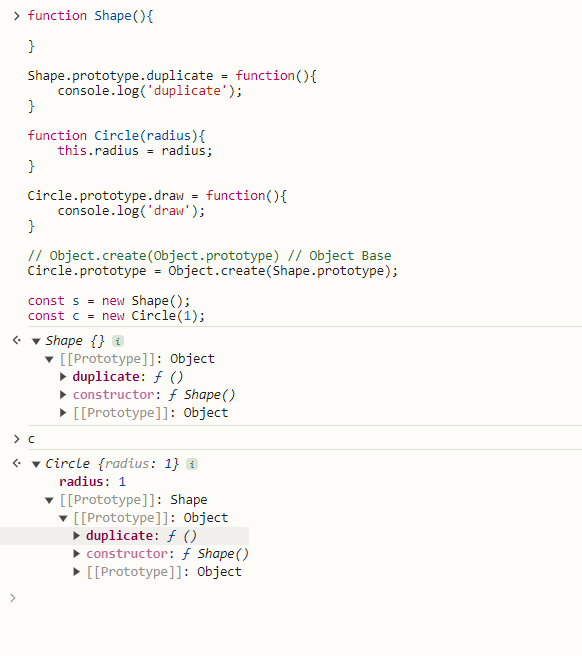 function Shape(){
}
Shape.prototype.duplicate = function(){
console.log('duplicate');
}
function Circle(radius){
this.radius = radius;
}
Circle.prototype.draw = function(){
console.log('draw');
}
// Object.create(Object.prototype) // Object Base
Circle.prototype = Object.create(Shape.prototype);
const s = new Shape();
const c = new Circle(1);
Shape {} i
[[Prototype]]: Object
duplicate: ƒ ()
constructor: ƒ Shape()
[[Prototype]]: Object
c
Circle {radius: 1} i
radius: 1
[[Prototype]]: Shape
[[Prototype]]: Object
duplicate: ƒ ()
constructor: ƒ Shape()
[[Prototype]]: Object